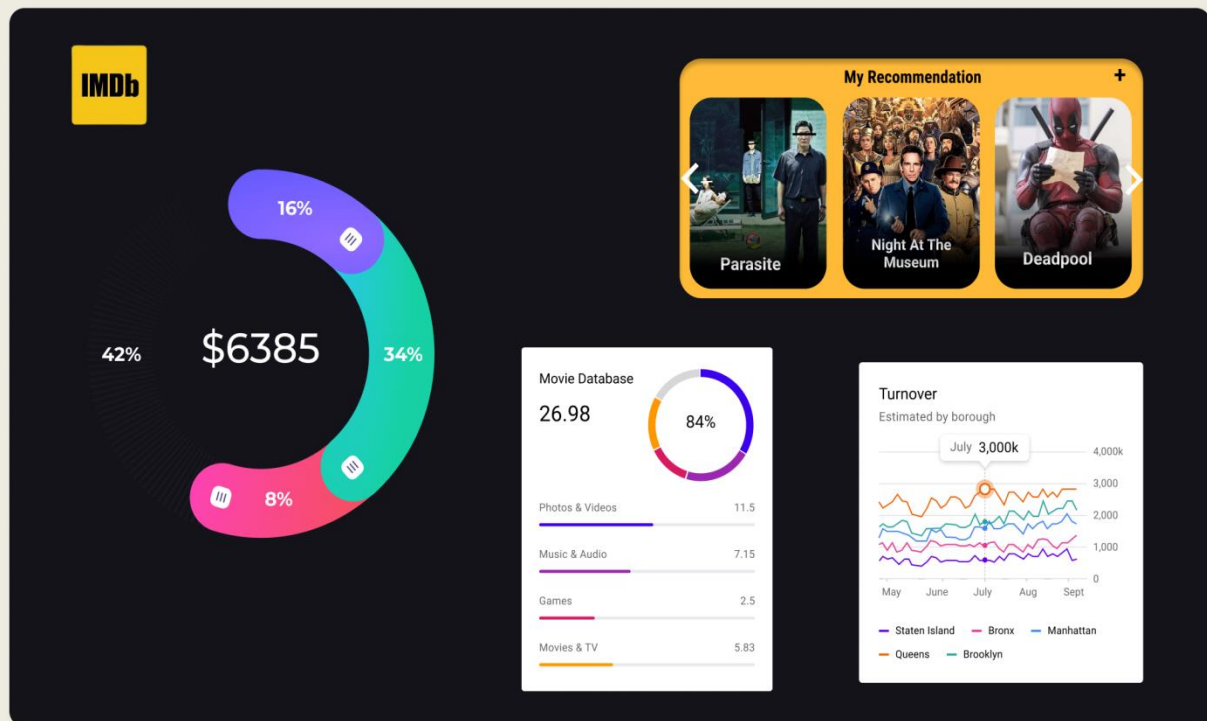 IMDb
My Recommendation
+
Parasite
Night At The
Museum
Deadpool
16%
42%
$6385
34%
8%
Movie Database
26.98
84%
Photos & Videos 11.5
Music & Audio 7.15
Games 2.5
Movies & TV 5.83
Turnover
Estimated by borough
July 3,000k
4,000k
3,000
2,000
1,000
0
May June July Aug Sept
Staten Island Bronx Manhattan
Queens Brooklyn